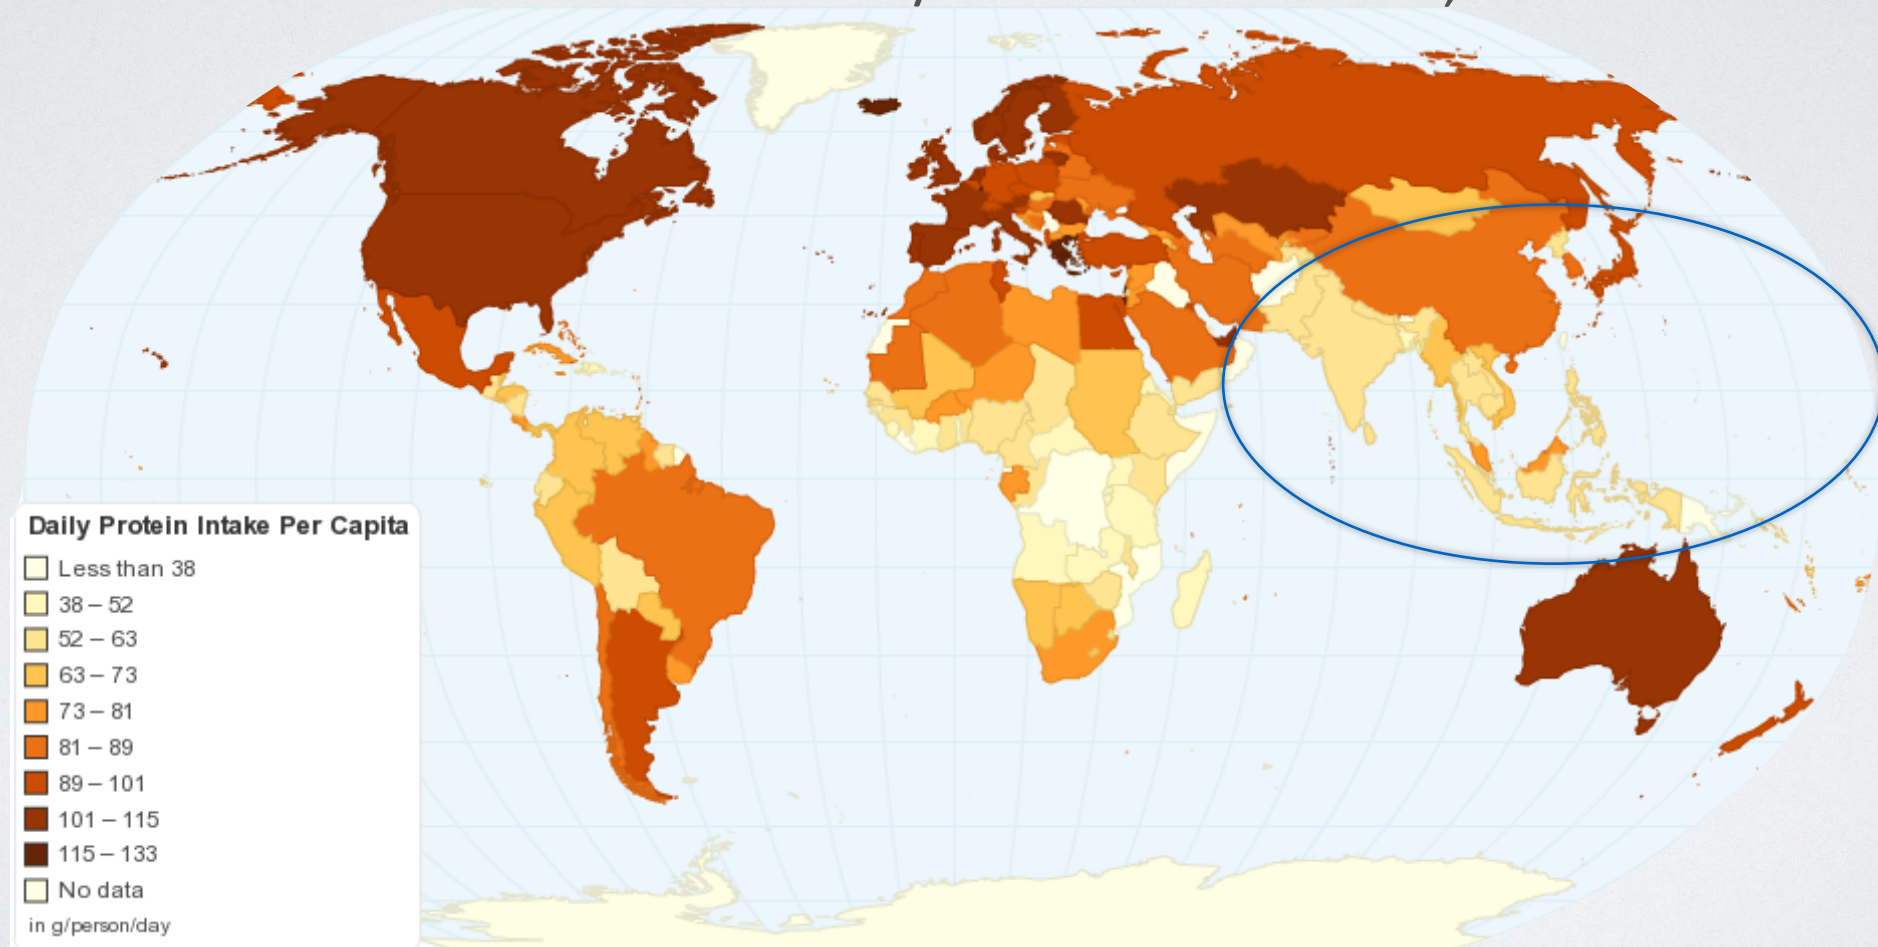 Daily Protein Intake Per Capita
Less than 38
38 – 52
52 – 63
63 – 73
73 – 81
81 – 89
89 – 101
101 – 115
115 – 133
No data
in g/person/day